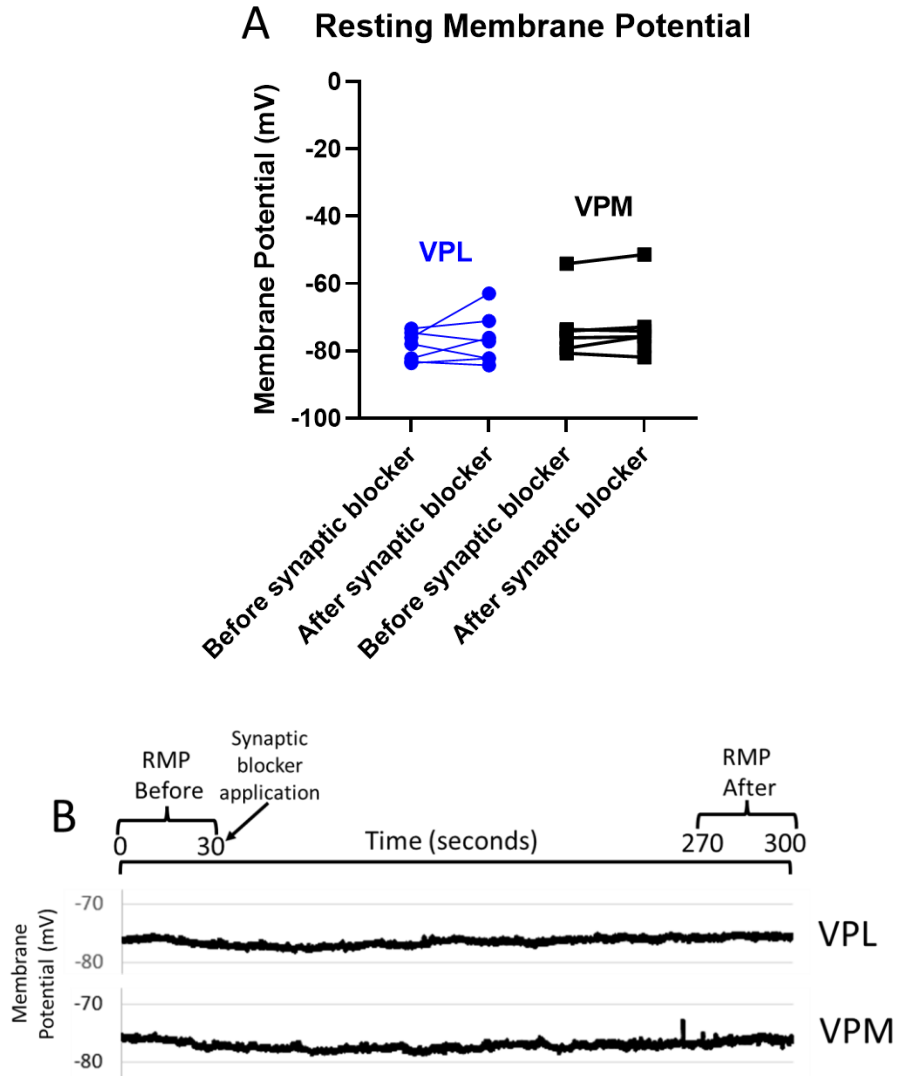 A Resting Membrane Potential
Membrane Potential (mV)
0
-20
-40
-60
-80
-100
VPL
VPM
Before synaptic blocker
After synaptic blocker
Before synaptic blocker
After synaptic blocker
B
RMP
Before
Synaptic
blocker
application
RMP
After
0 30 Time (seconds) 270 300
Membrane
Potential (mV)
-70
-80
VPL
-70
-80
VPM